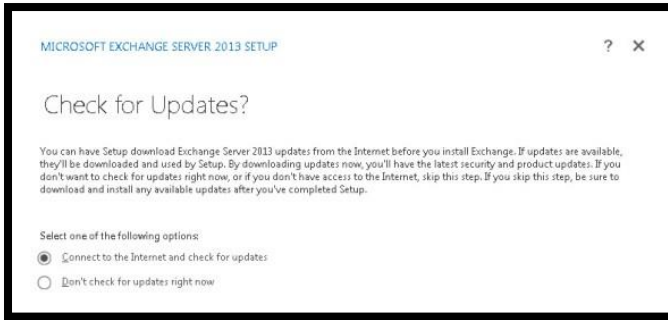 MICROSOFT EXCHANGE SERVER 2013 SETUP
?
Check for Updates?
You can have Setup download Exchange Server 2013 updates from the Internet before you install Exchange. If updates are available,
they'll be downloaded and used by Setup. By downloading updates now, you'll have the latest security and product updates. If you
don't want to check for updates right now, or if you don't have access to the Internet, skip this step. If you skip this step, be sure to
download and install any available updates after you've completed Setup.
Select one of the following options:
Connect to the Internet and check for updates
Don't check for updates right now